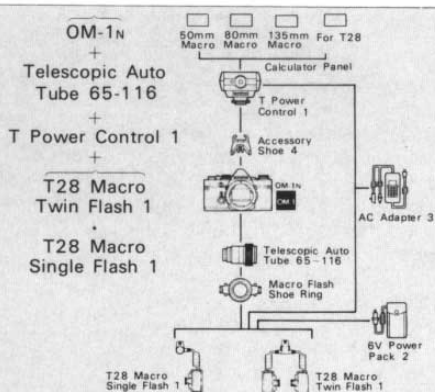 OM-1N
+
Telescopic Auto
Tube 65-116
+
T Power Control 1
+
T28 Macro
Twin Flash 1
·
T28 Macro
Single Flash 1
50mm
Macro
80mm
Macro
135mm
Macro
For T28
Calculator Panel
T Power
Control 1
Accessory
Shoe 4
OM-1N
OM-1
AC Adapter 3
Telescopic Auto
Tube 65-116
Macro Flash
Shoe Ring
6V Power
Pack 2
T28 Macro
Single Flash 1
T28 Macro
Twin Flash 1